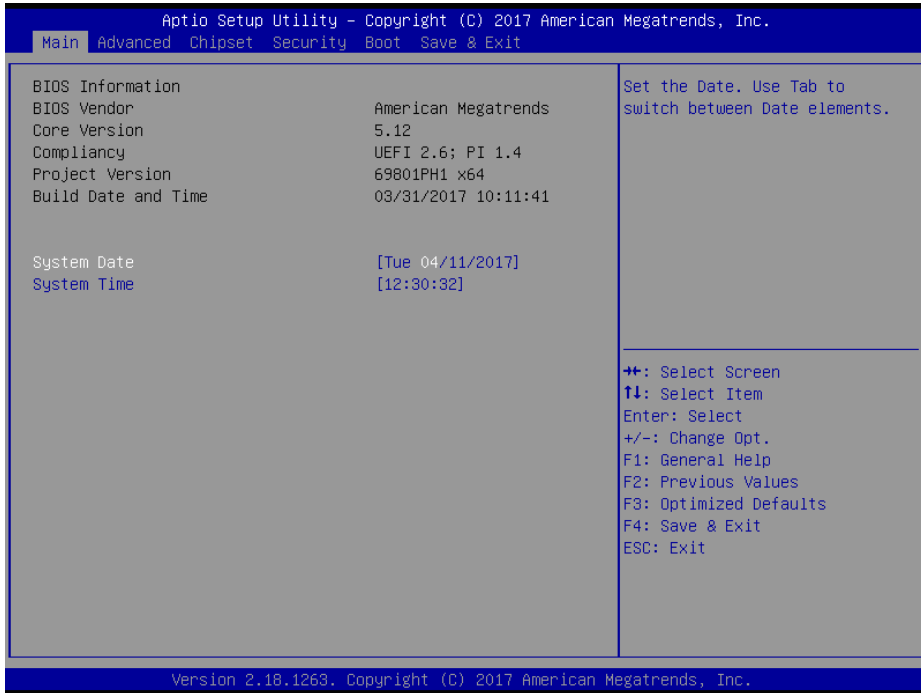 Aptio Setup Utility – Copyright (C) 2017 American Megatrends, Inc.
Main Advanced Chipset Security Boot Save & Exit
BIOS Information
BIOS Vendor American Megatrends
Core Version 5.12
Compliancy UEFI 2.6; PI 1.4
Project Version 69801PH1 x64
Build Date and Time 03/31/2017 10:11:41
System Date [Tue 04/11/2017]
System Time [12:30:32]
Set the Date. Use Tab to
switch between Date elements.
→←: Select Screen
↑↓: Select Item
Enter: Select
+/-: Change Opt.
F1: General Help
F2: Previous Values
F3: Optimized Defaults
F4: Save & Exit
ESC: Exit
Version 2.18.1263. Copyright (C) 2017 American Megatrends, Inc.